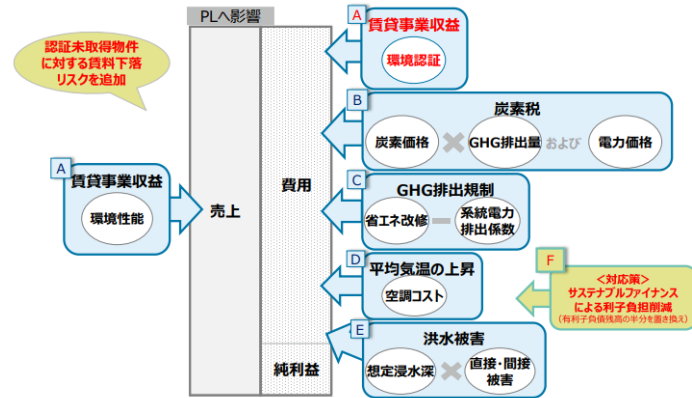 PLへ影響
認証未取得物件
に対する賃料下落
リスクを追加
A
賃貸事業収益
環境性能
売上
費用
純利益
A
賃貸事業収益
環境認証
B
炭素税
炭素価格
GHG排出量
および
電力価格
C
GHG排出規制
省エネ改修
系統電力
排出係数
D
平均気温の上昇
空調コスト
E
洪水被害
想定浸水深
直接・間接
被害
F
<対応策>
サステナブルファイナンス
による利子負担削減
(有利子負債残高の半分を置き換え)